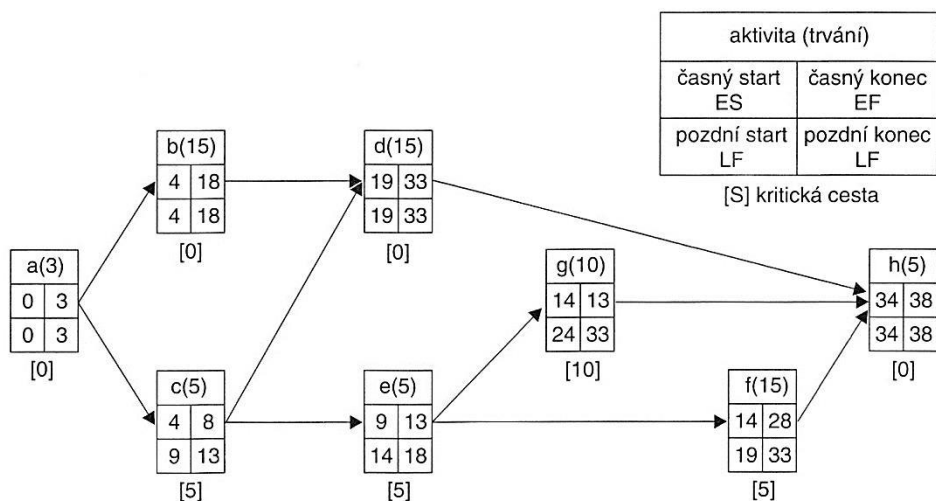 aktivita (trvání)
časný start časný konec
ES EF
pozdní start pozdní konec
LF LF
[S] kritická cesta
b(15)
4 18
4 18
[0]
d(15)
19 33
19 33
[0]
a(3)
0 3
0 3
[0]
g(10)
14 13
24 33
[10]
h(5)
34 38
34 38
[0]
c(5)
4 8
9 13
[5]
e(5)
9 13
14 18
[5]
f(15)
14 28
19 33
[5]